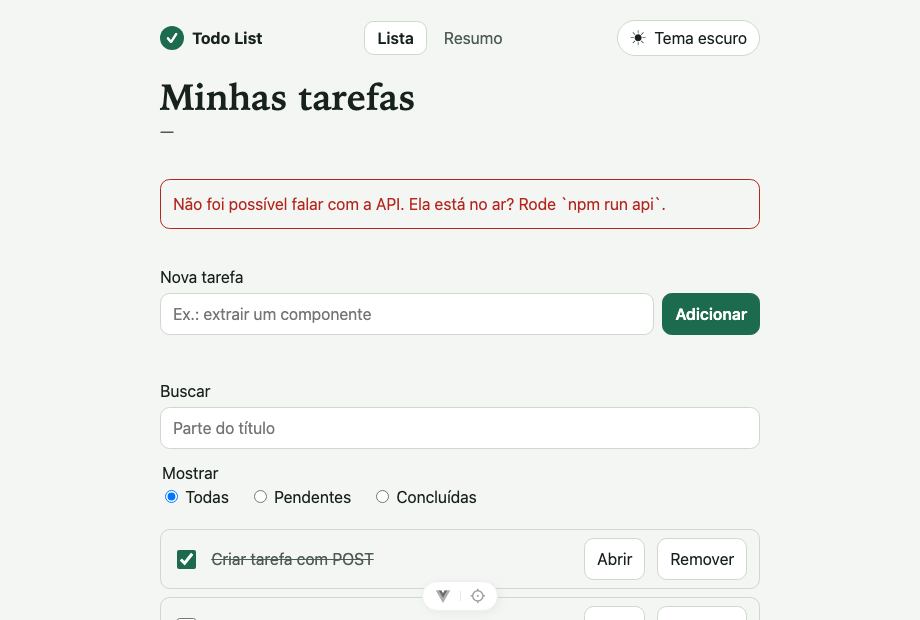 Todo List
Lista
Resumo
Tema escuro
Minhas tarefas
—
Não foi possível falar com a API. Ela está no ar? Rode `npm run api`.
Nova tarefa
Ex.: extrair um componente
Adicionar
Buscar
Parte do título
Mostrar
Todas
Pendentes
Concluídas
Criar tarefa com POST
Abrir
Remover